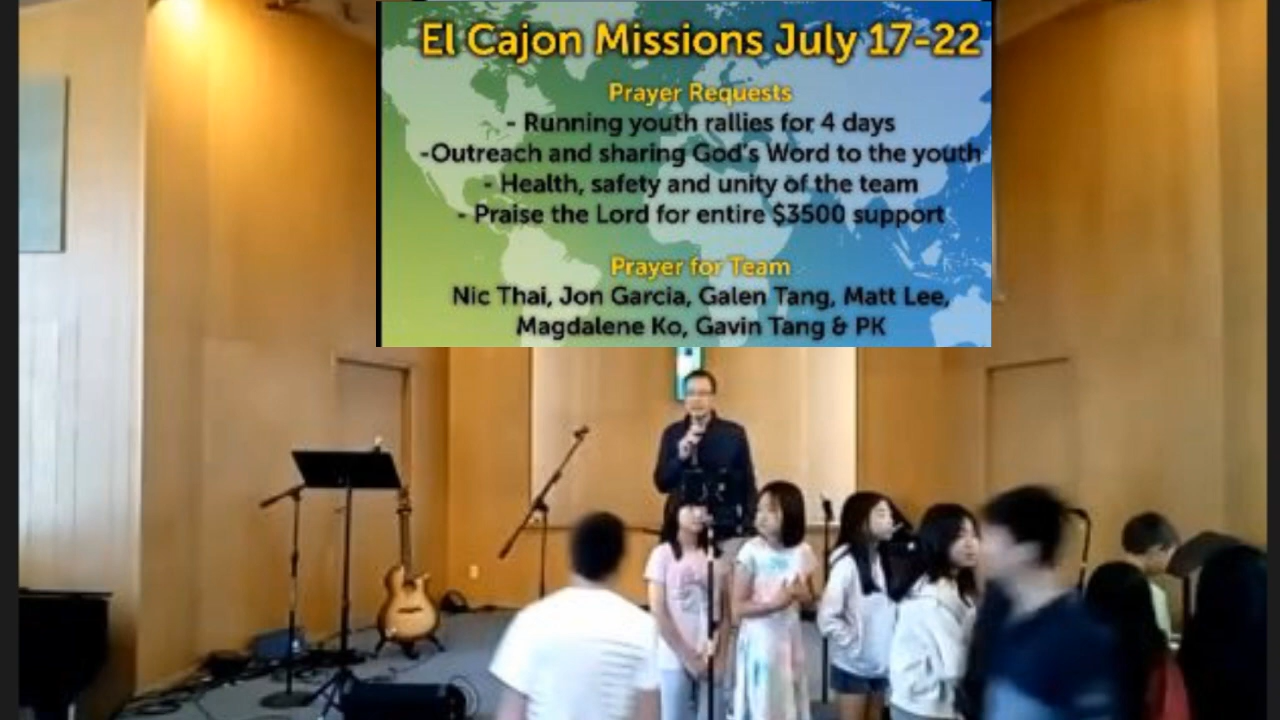 El Cajon Missions July 17-22
Prayer Requests
- Running youth rallies for 4 days
-Outreach and sharing God's Word to the youth
- Health, safety and unity of the team
- Praise the Lord for entire $3500 support
Prayer for Team
Nic Thai, Jon Garcia, Galen Tang, Matt Lee,
Magdalene Ko, Gavin Tang & PK